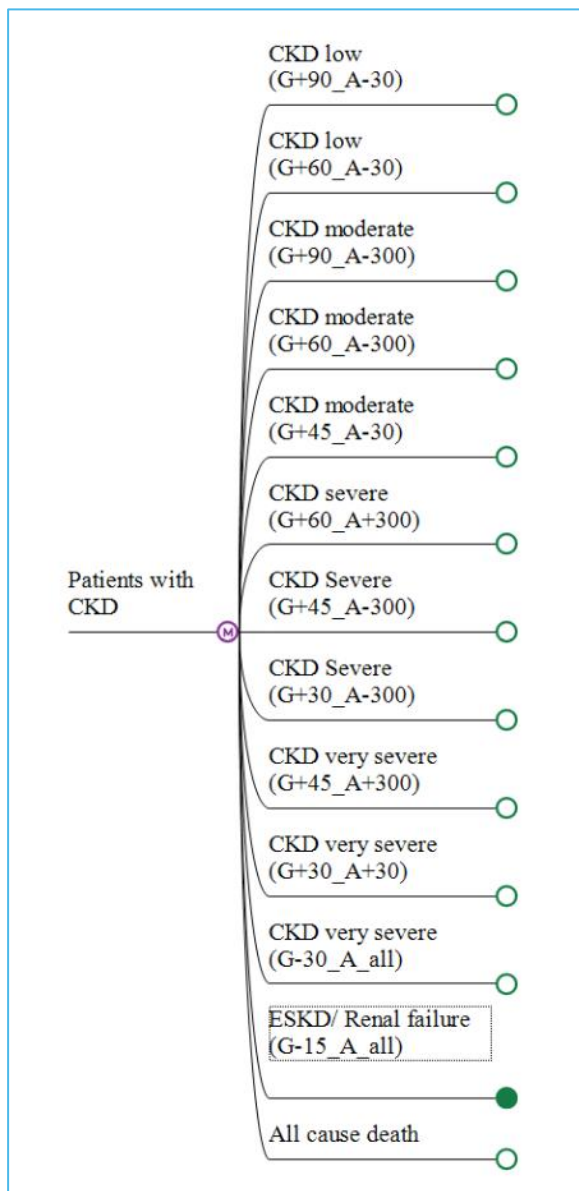 CKD low
(G+90_A-30)
CKD low
(G+60_A-30)
CKD moderate
(G+90_A-300)
CKD moderate
(G+60_A-300)
CKD moderate
(G+45_A-30)
CKD severe
(G+60_A+300)
Patients with
CKD
M
CKD Severe
(G+45_A-300)
CKD Severe
(G+30_A-300)
CKD very severe
(G+45_A+300)
CKD very severe
(G+30_A+30)
CKD very severe
(G-30_A_all)
ESKD/ Renal failure
(G-15_A_all)
All cause death